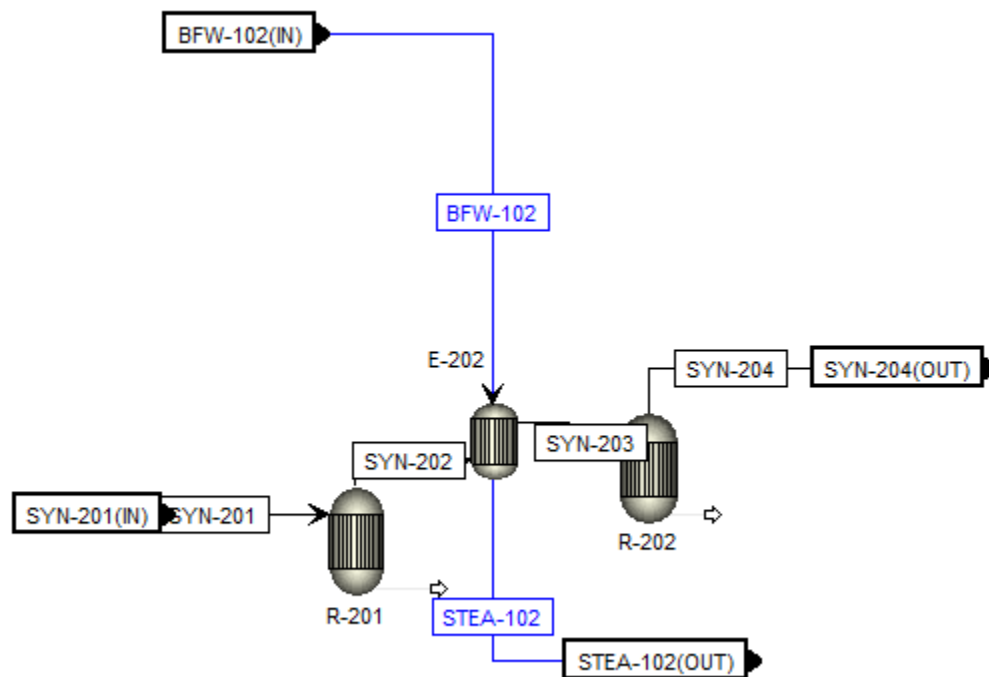 BFW-102(IN)
BFW-102
E-202
SYN-204
SYN-204(OUT)
SYN-203
SYN-202
SYN-201(IN)
SYN-201
R-202
R-201
STEA-102
STEA-102(OUT)